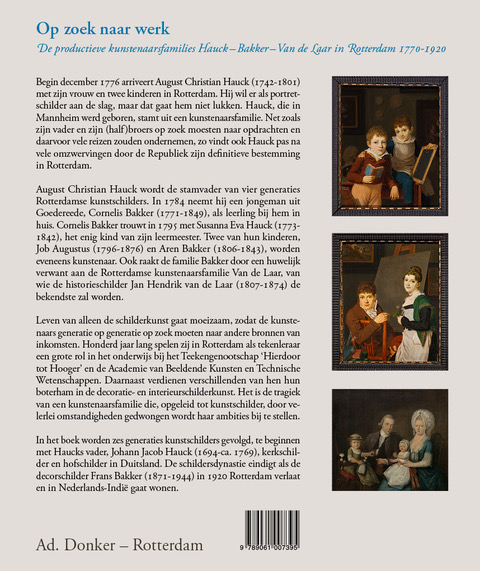 Op zoek naar werk
De productieve kunstenaarsfamilies Hauck – Bakker – Van de Laar in Rotterdam 1770-1920
Begin december 1776 arriveert August Christian Hauck (1742-1801)
met zijn vrouw en twee kinderen in Rotterdam. Hij wil er als portret-
schilder aan de slag, maar dat gaat hem niet lukken. Hauck, die in
Mannheim werd geboren, stamt uit een kunstenaarsfamilie. Net zoals
zijn vader en zijn (half)broers op zoek moesten naar opdrachten en
daarvoor vele reizen zouden ondernemen, zo vindt ook Hauck pas na
vele omzwervingen door de Republiek zijn definitieve bestemming
in Rotterdam.
August Christian Hauck wordt de stamvader van vier generaties
Rotterdamse kunstschilders. In 1784 neemt hij een jongeman uit
Goedereede, Cornelis Bakker (1771-1849), als leerling bij hem in
huis. Cornelis Bakker trouwt in 1795 met Susanna Eva Hauck (1773-
1842), het enig kind van zijn leermeester. Twee van hun kinderen,
Job Augustus (1796-1876) en Aren Bakker (1806-1843), worden
eveneens kunstenaar. Ook raakt de familie Bakker door een huwelijk
verwant aan de Rotterdamse kunstenaarsfamilie Van de Laar, van
wie de historieschilder Jan Hendrik van de Laar (1807-1874) de
bekendste zal worden.
Leven van alleen de schilderkunst gaat moeizaam, zodat de kunste-
naars generatie op generatie op zoek moeten naar andere bronnen van
inkomsten. Honderd jaar lang spelen zij in Rotterdam als tekenleraar
een grote rol in het onderwijs bij het Teekengenootschap ‘Hierdoor
tot Hooger’ en de Academie van Beeldende Kunsten en Technische
Wetenschappen. Daarnaast verdienen verschillenden van hen hun
boterham in de decoratie- en interieurschilderkunst. Het is de tragiek
van een kunstenaarsfamilie die, opgeleid tot kunstschilder, door ve-
lerlei omstandigheden gedwongen wordt haar ambities bij te stellen.
In het boek worden zes generaties kunstschilders gevolgd, te beginnen
met Haucks vader, Johann Jacob Hauck (1694-ca. 1769), kerkschil-
der en hofschilder in Duitsland. De schildersdynastie eindigt als de
decorschilder Frans Bakker (1871-1944) in 1920 Rotterdam verlaat
en in Nederlands-Indië gaat wonen.
Ad. Donker – Rotterdam
9 789061 007395